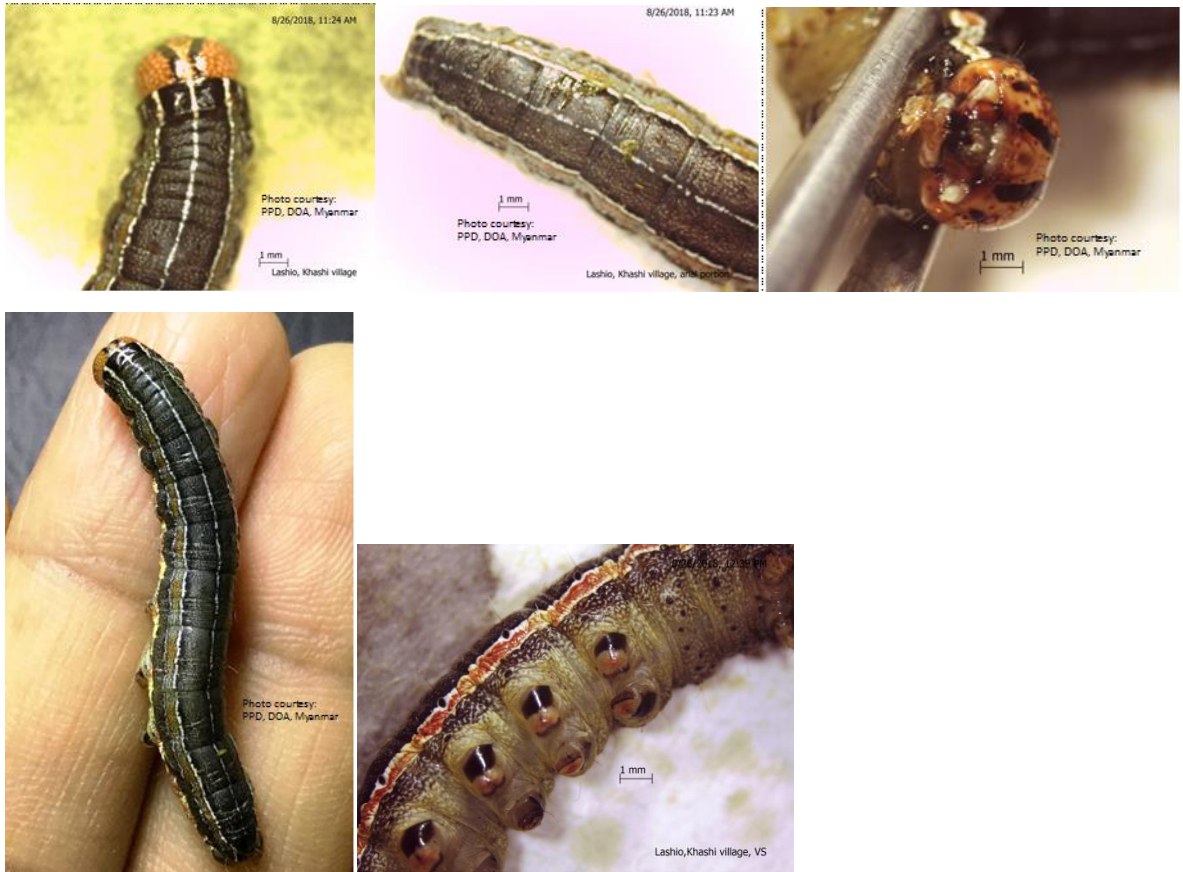 8/26/2018, 11:24 AM
Photo courtesy:
PPD, DOA, Myanmar
1 mm
Lashio, Khashi village
8/26/2018, 11:23 AM
1 mm
Photo courtesy:
PPD, DOA, Myanmar
Lashio, Khashi village, anal portion
Photo courtesy:
PPD, DOA, Myanmar
1 mm
Photo courtesy:
PPD, DOA, Myanmar
1 mm
Lashio,Khashi village, VS